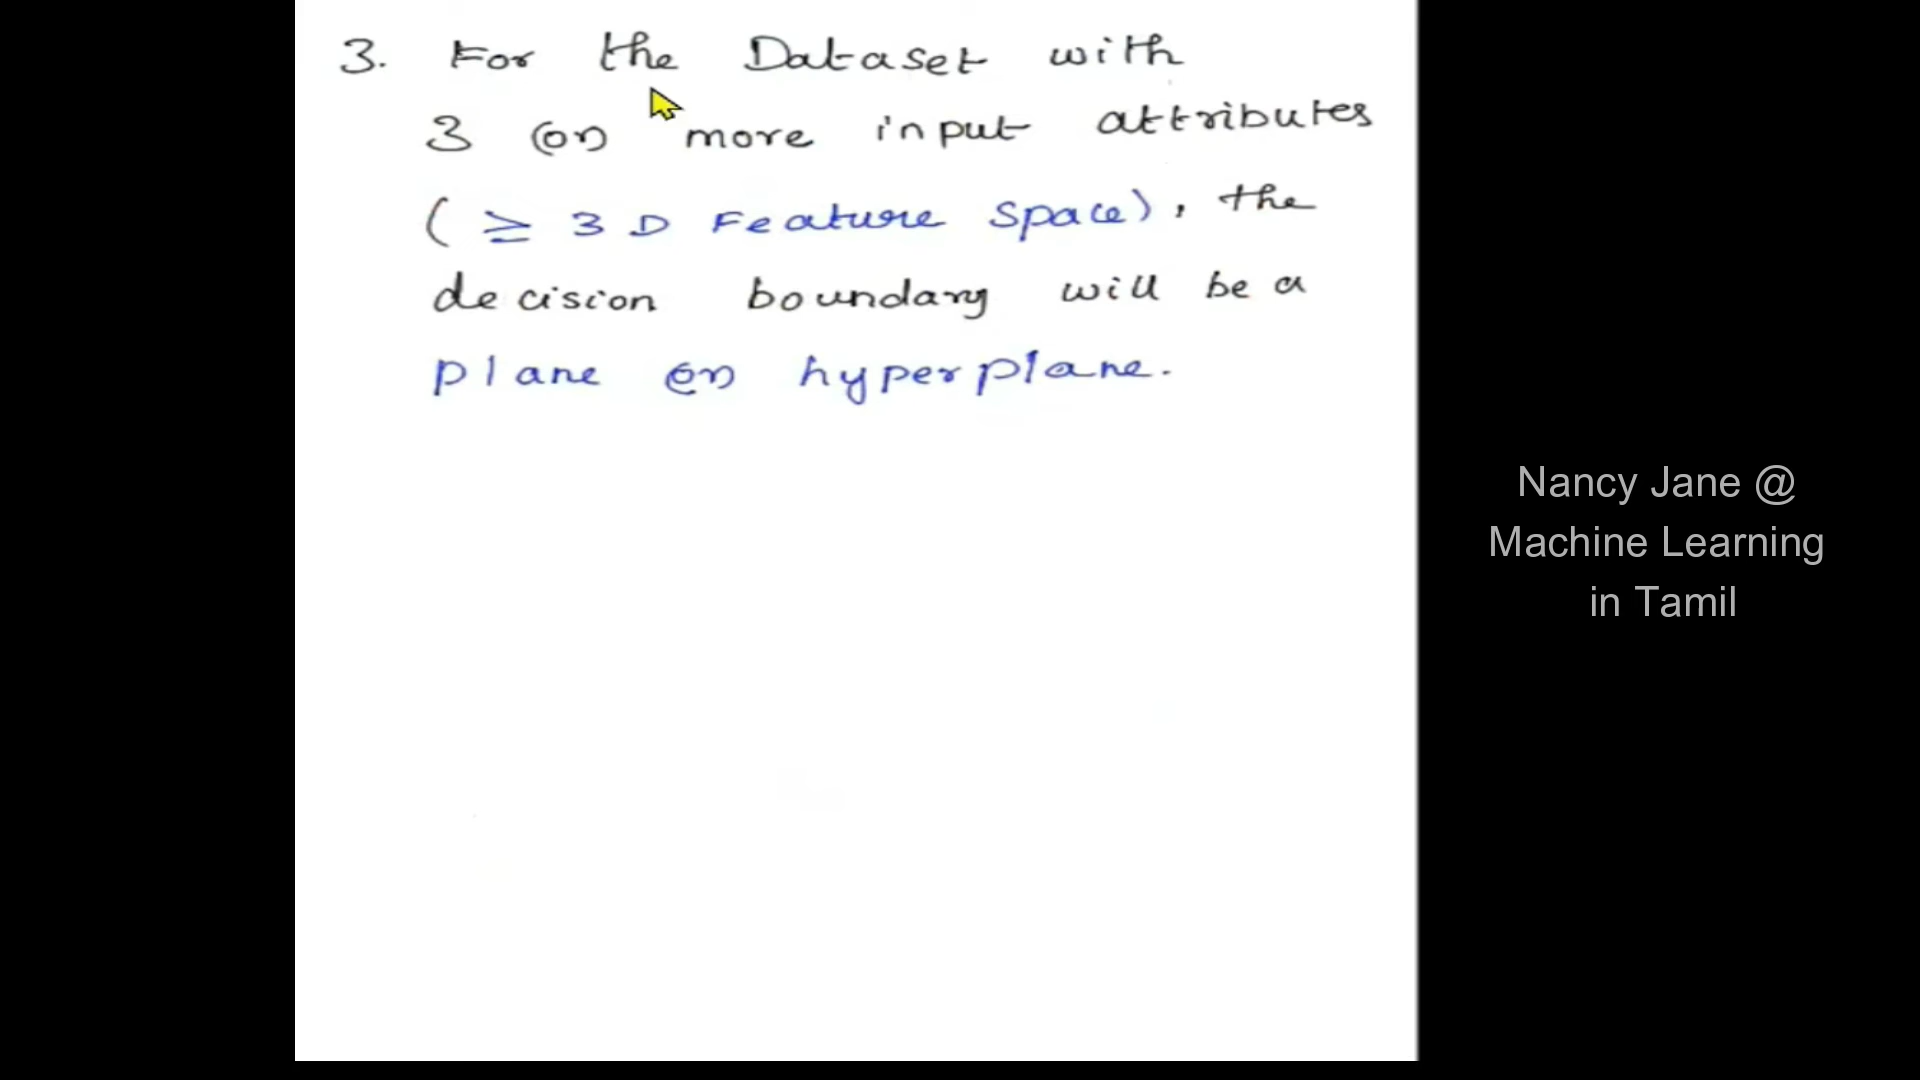 3. For the Dataset with
3 (or) more input attributes
( ≥ 3 D Feature Space), the
decision boundary will be a
plane (or) hyperplane.
Nancy Jane @
Machine Learning
in Tamil